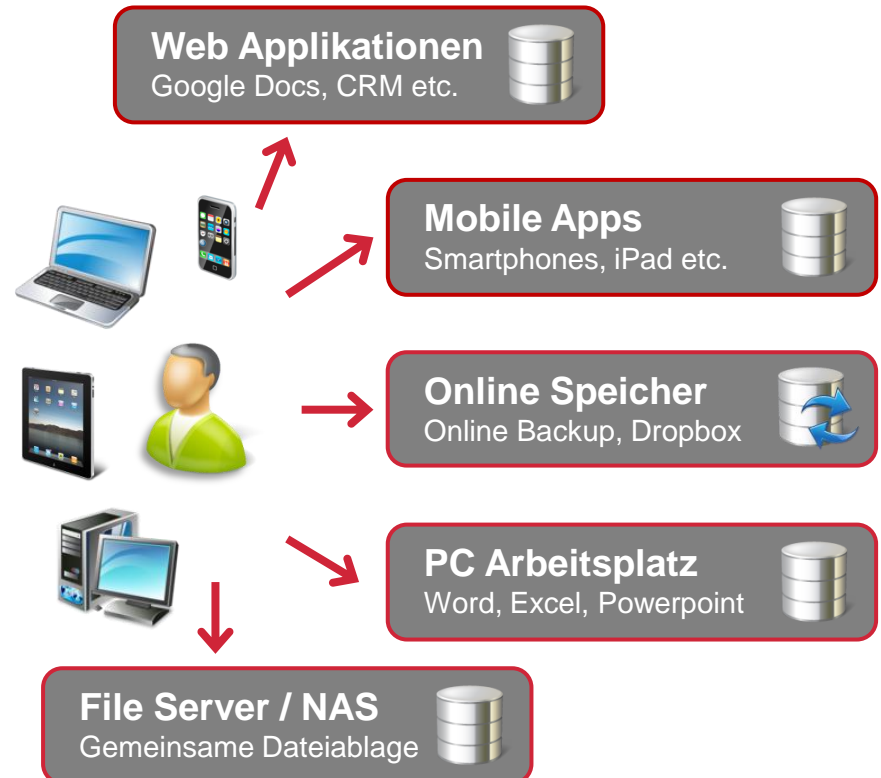 Web Applikationen
Google Docs, CRM etc.
Mobile Apps
Smartphones, iPad etc.
Online Speicher
Online Backup, Dropbox
PC Arbeitsplatz
Word, Excel, Powerpoint
File Server / NAS
Gemeinsame Dateiablage